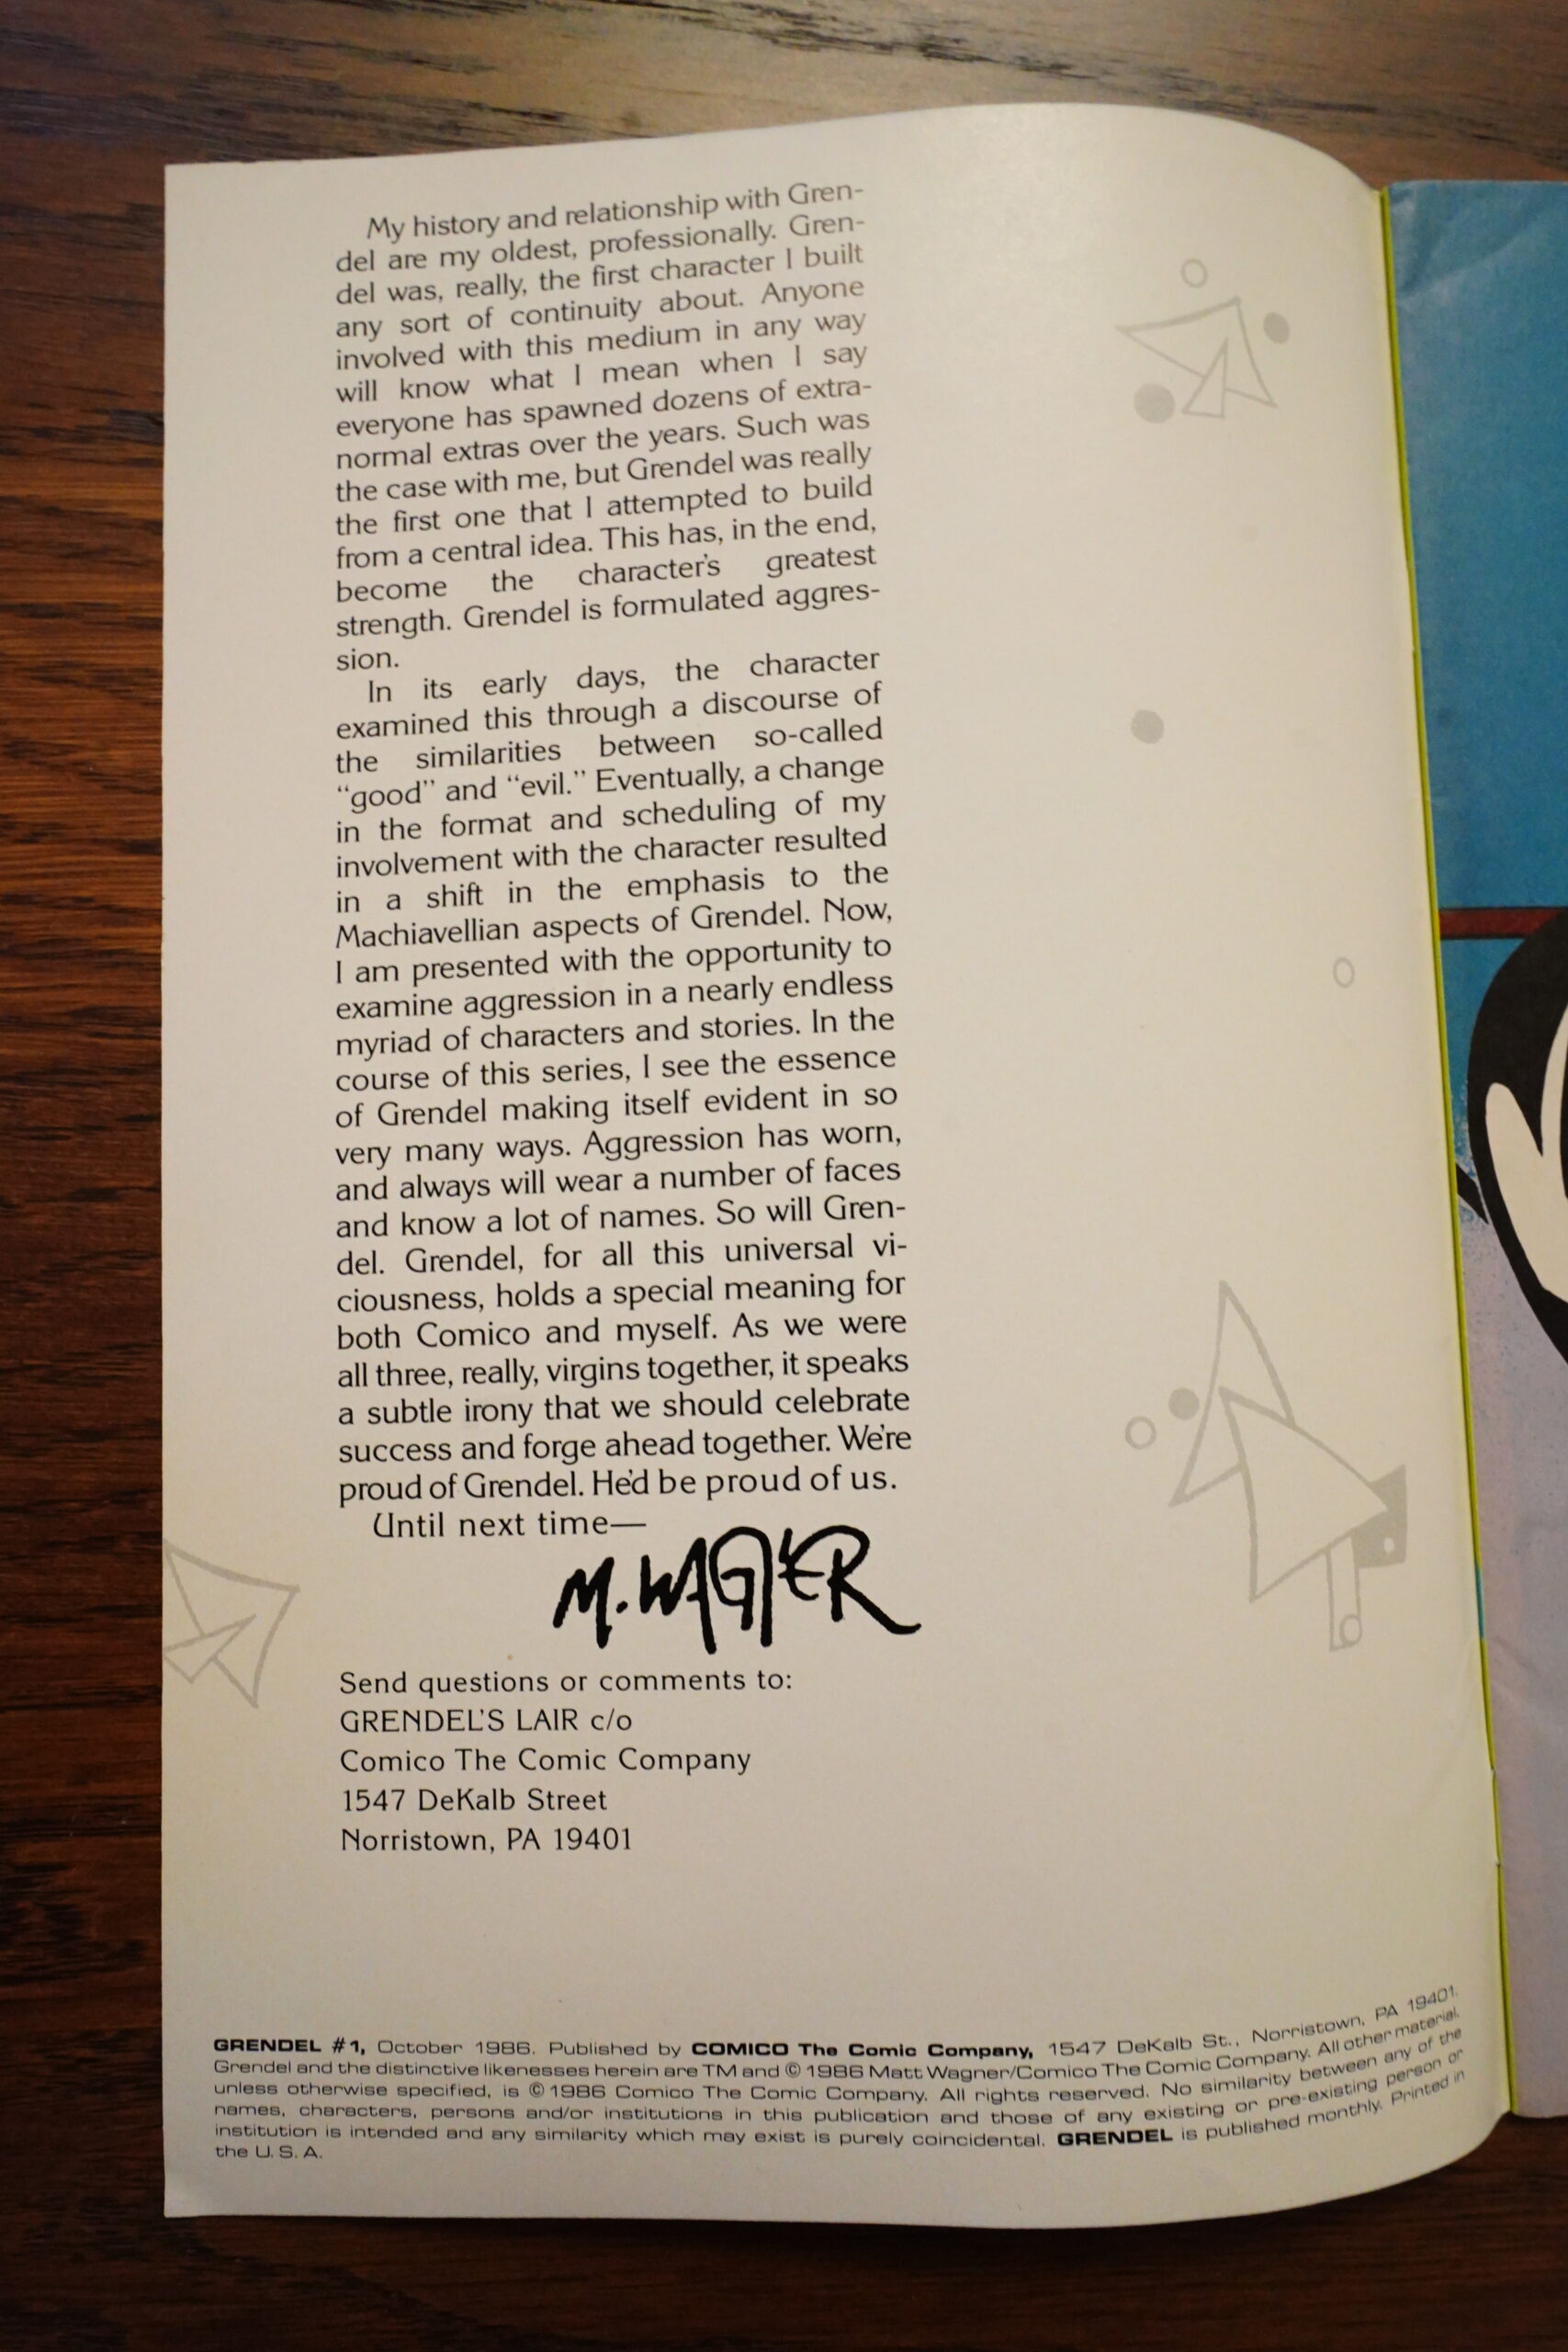 My history and relationship with Gren-
del are my oldest, professionally. Gren-
del was, really, the first character I built
any sort of continuity about. Anyone
involved with this medium in any way
will know what I mean when I say
everyone has spawned dozens of extra-
normal extras over the years. Such was
the case with me, but Grendel was really
the first one that I attempted to build
from a central idea. This has, in the end,
become the character's greatest
strength. Grendel is formulated aggres-
sion.
In its early days, the character
examined this through a discourse of
the similarities between so-called
“good” and “evil.” Eventually, a change
in the format and scheduling of my
involvement with the character resulted
in a shift in the emphasis to the
Machiavellian aspects of Grendel. Now,
I am presented with the opportunity to
examine aggression in a nearly endless
myriad of characters and stories. In the
course of this series, I see the essence
of Grendel making itself evident in so
very many ways. Aggression has worn,
and always will wear a number of faces
and know a lot of names. So will Gren-
del. Grendel, for all this universal vi-
ciousness, holds a special meaning for
both Comico and myself. As we were
all three, really, virgins together, it speaks
a subtle irony that we should celebrate
success and forge ahead together. We're
proud of Grendel. He'd be proud of us.
Until next time—
M. WAGNER
Send questions or comments to:
GRENDEL'S LAIR c/o
Comico The Comic Company
1547 DeKalb Street
Norristown, PA 19401
GRENDEL #1, October 1986. Published by COMICO The Comic Company, 1547 DeKalb St., Norristown, PA 19401.
Grendel and the distinctive likenesses herein are TM and © 1986 Matt Wagner/Comico The Comic Company. All other material,
unless otherwise specified, is © 1986 Comico The Comic Company. All rights reserved. No similarity between any of the
names, characters, persons and/or institutions in this publication and those of any existing or pre-existing person or
institution is intended and any similarity which may exist is purely coincidental. GRENDEL is published monthly. Printed in
the U.S.A.